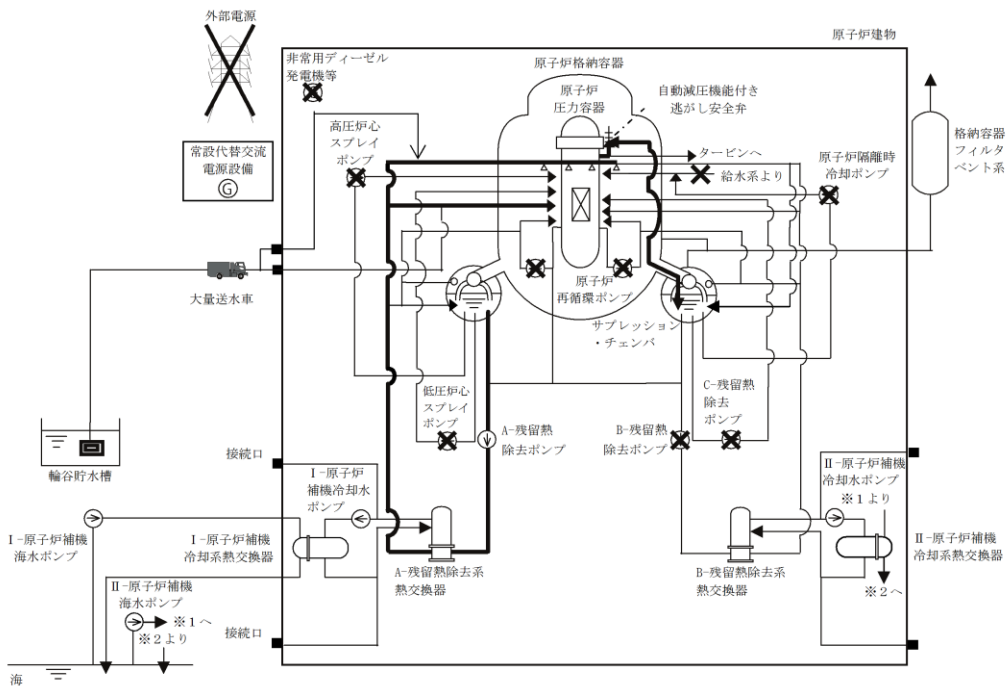 外部電源
原子炉建物
非常用ディーゼル
発電機等
原子炉格納容器
原子炉
圧力容器
自動減圧機能付き
逃がし安全弁
高圧炉心
スプレイ
ポンプ
常設代替交流
電源設備
G
タービンへ
給水系より
原子炉隔離時
冷却ポンプ
格納容器
フィルタ
ベント系
大量送水車
原子炉
再循環ポンプ
サプレッション
・チェンバ
低圧炉心
スプレイ
ポンプ
A-残留熱
除去ポンプ
B-残留熱
除去ポンプ
C-残留熱
除去
ポンプ
輪谷貯水槽
接続口
接続口
Ⅰ-原子炉
補機冷却水
ポンプ
Ⅱ-原子炉補機
冷却水ポンプ
※1より
Ⅰ-原子炉補機
海水ポンプ
Ⅰ-原子炉補機
冷却系熱交換器
A-残留熱除去系
熱交換器
B-残留熱除去系
熱交換器
Ⅱ-原子炉補機
冷却系熱交換器
※2へ
Ⅱ-原子炉補機
海水ポンプ
※1へ
※2より
接続口
海